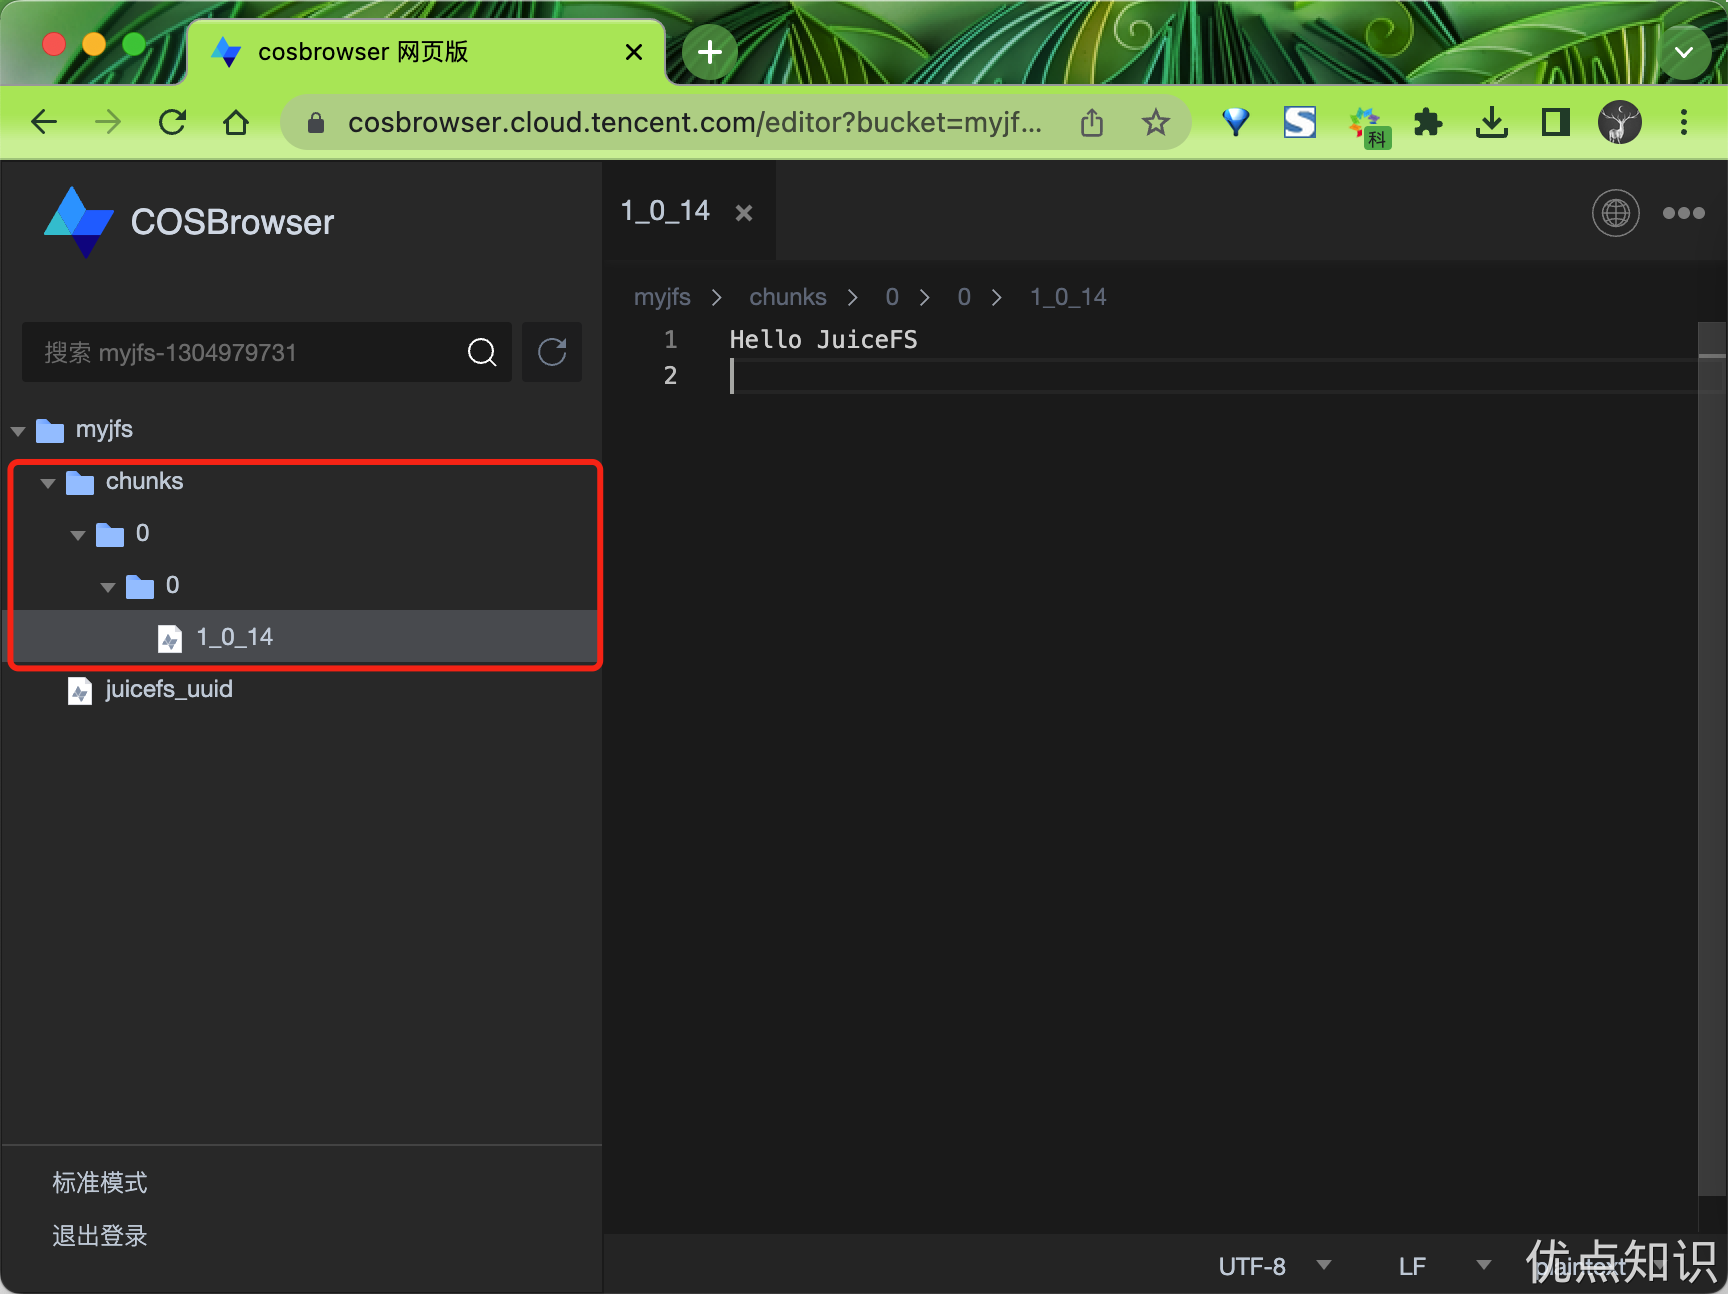 cosbrowser 网页版
cosbrowser.cloud.tencent.com/editor?bucket=myjf...
科
COSBrowser
搜索 myjfs-1304979731
myjfs
chunks
0
0
1_0_14
juicefs_uuid
标准模式
退出登录
1_0_14
myjfs > chunks > 0 > 0 > 1_0_14
1 Hello JuiceFS
2
UTF-8 LF plaintext
优点知识